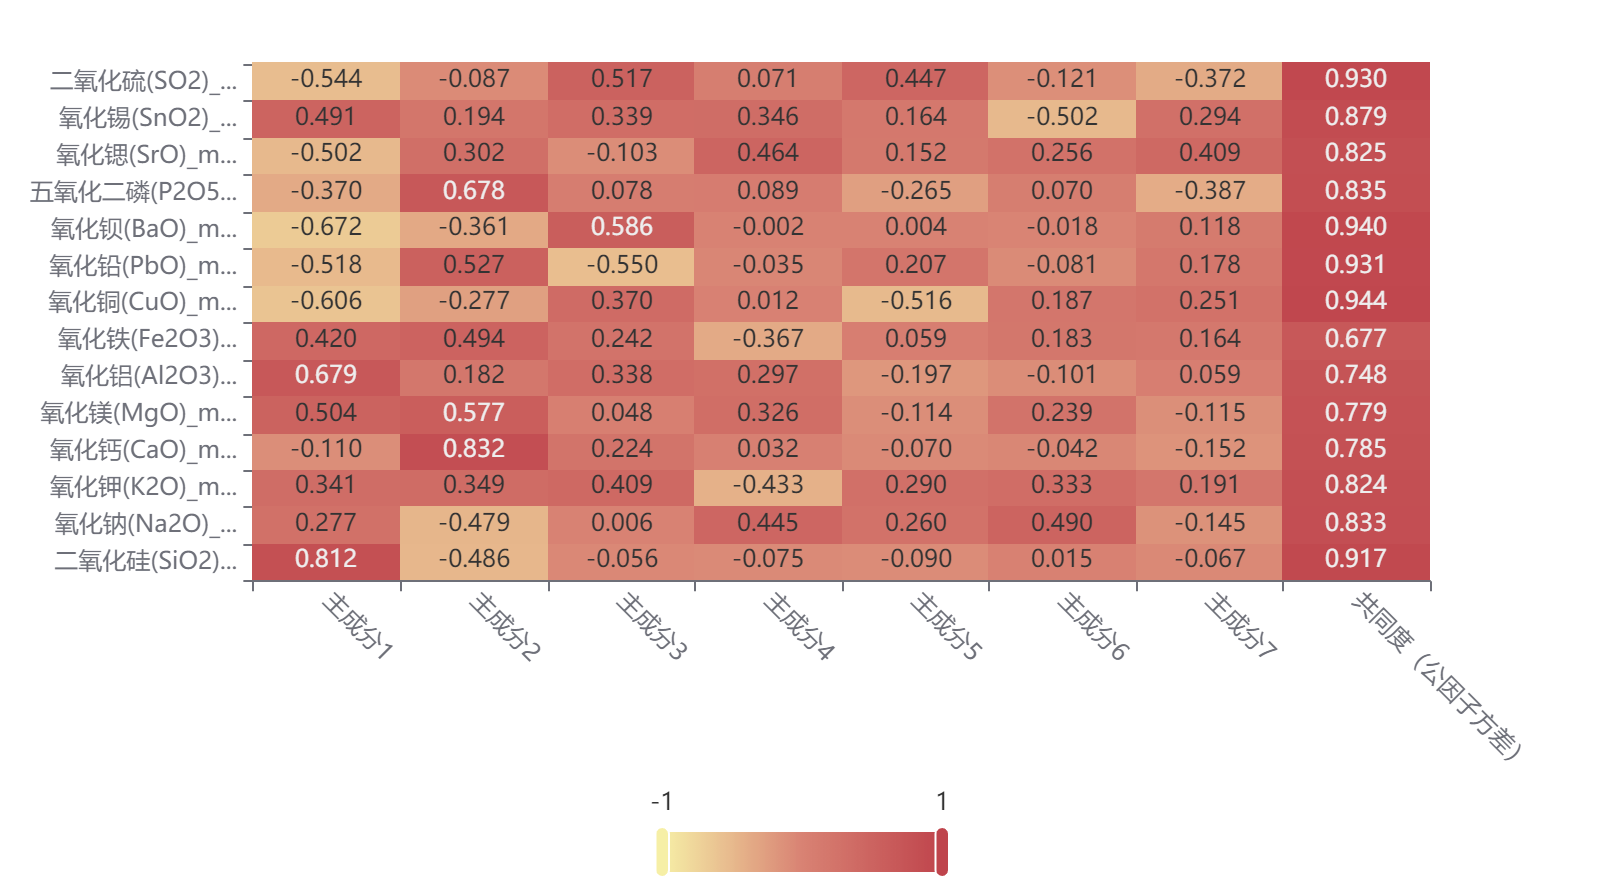 二氧化硫(SO2)_... -0.544 -0.087 0.517 0.071 0.447 -0.121 -0.372 0.930
氧化锡(SnO2)_... 0.491 0.194 0.339 0.346 0.164 -0.502 0.294 0.879
氧化锶(SrO)_m... -0.502 0.302 -0.103 0.464 0.152 0.256 0.409 0.825
五氧化二磷(P2O5... -0.370 0.678 0.078 0.089 -0.265 0.070 -0.387 0.835
氧化钡(BaO)_m... -0.672 -0.361 0.586 -0.002 0.004 -0.018 0.118 0.940
氧化铅(PbO)_m... -0.518 0.527 -0.550 -0.035 0.207 -0.081 0.178 0.931
氧化铜(CuO)_m... -0.606 -0.277 0.370 0.012 -0.516 0.187 0.251 0.944
氧化铁(Fe2O3)... 0.420 0.494 0.242 -0.367 0.059 0.183 0.164 0.677
氧化铝(Al2O3)... 0.679 0.182 0.338 0.297 -0.197 -0.101 0.059 0.748
氧化镁(MgO)_m... 0.504 0.577 0.048 0.326 -0.114 0.239 -0.115 0.779
氧化钙(CaO)_m... -0.110 0.832 0.224 0.032 -0.070 -0.042 -0.152 0.785
氧化钾(K2O)_m... 0.341 0.349 0.409 -0.433 0.290 0.333 0.191 0.824
氧化钠(Na2O)_... 0.277 -0.479 0.006 0.445 0.260 0.490 -0.145 0.833
二氧化硅(SiO2)... 0.812 -0.486 -0.056 -0.075 -0.090 0.015 -0.067 0.917
主成分1 主成分2 主成分3 主成分4 主成分5 主成分6 主成分7 共同度（公因子方差）
-1 1